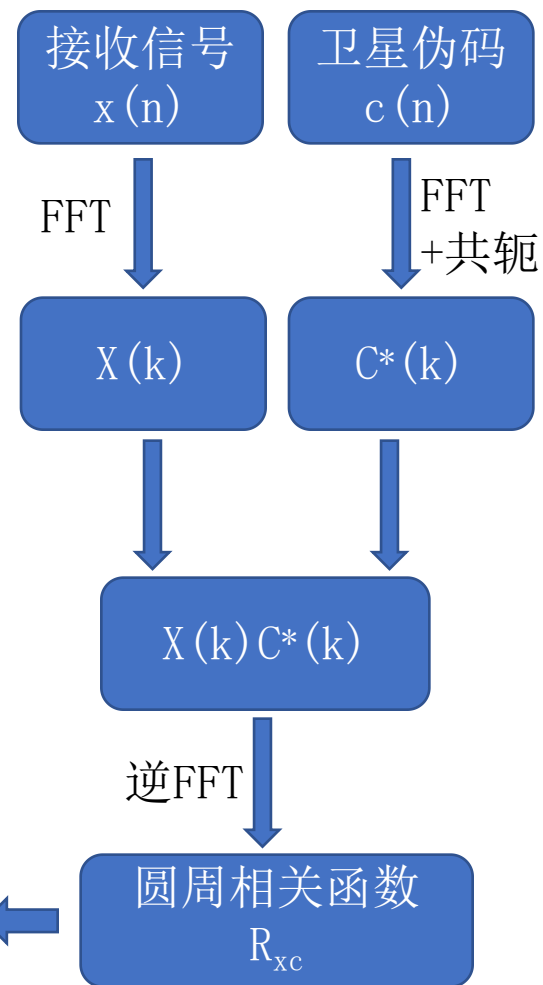 接收信号
x(n)
卫星伪码
c(n)
FFT
FFT
+共轭
X(k)
C*(k)
X(k)C*(k)
逆FFT
圆周相关函数
R_xc